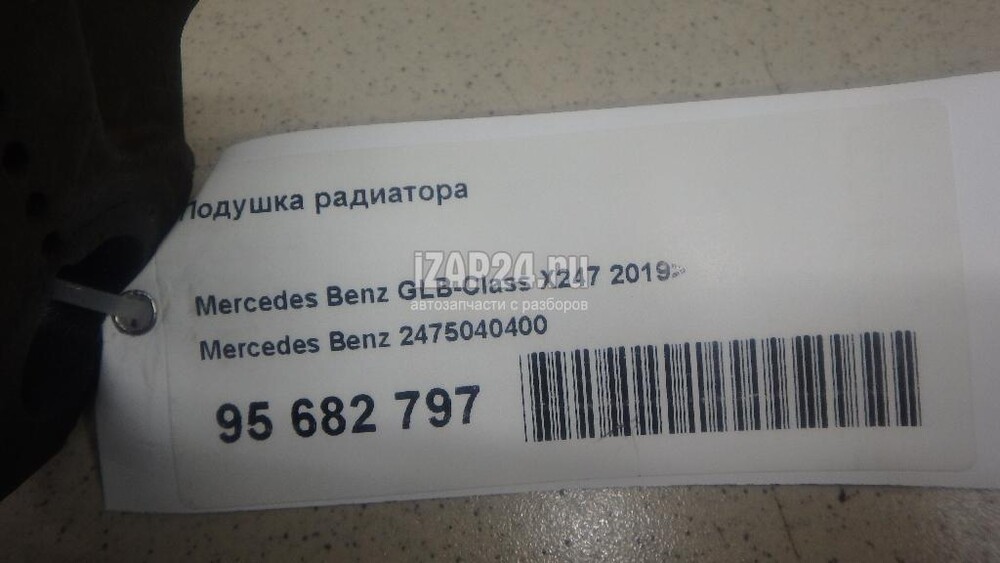 Подушка радиатора
iZAP24.ru
Mercedes Benz GLB-Class X247 2019>
автозапчасти с разборов
Mercedes Benz 2475040400
95 682 797